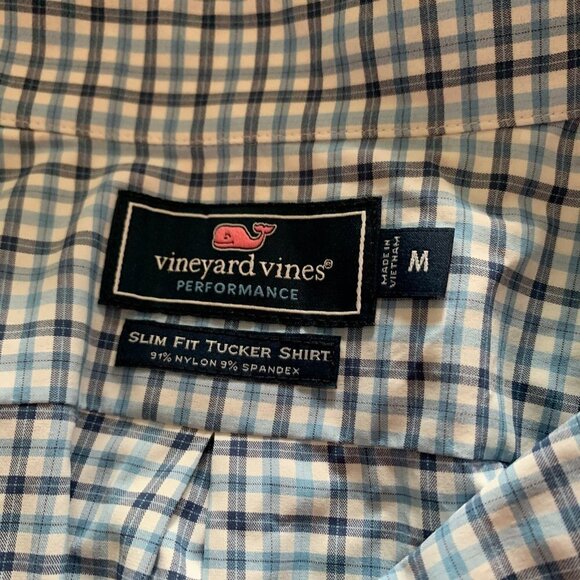 vineyard vines®
PERFORMANCE
MADE IN
VIETNAM
M
SLIM FIT TUCKER SHIRT
91% NYLON 9% SPANDEX